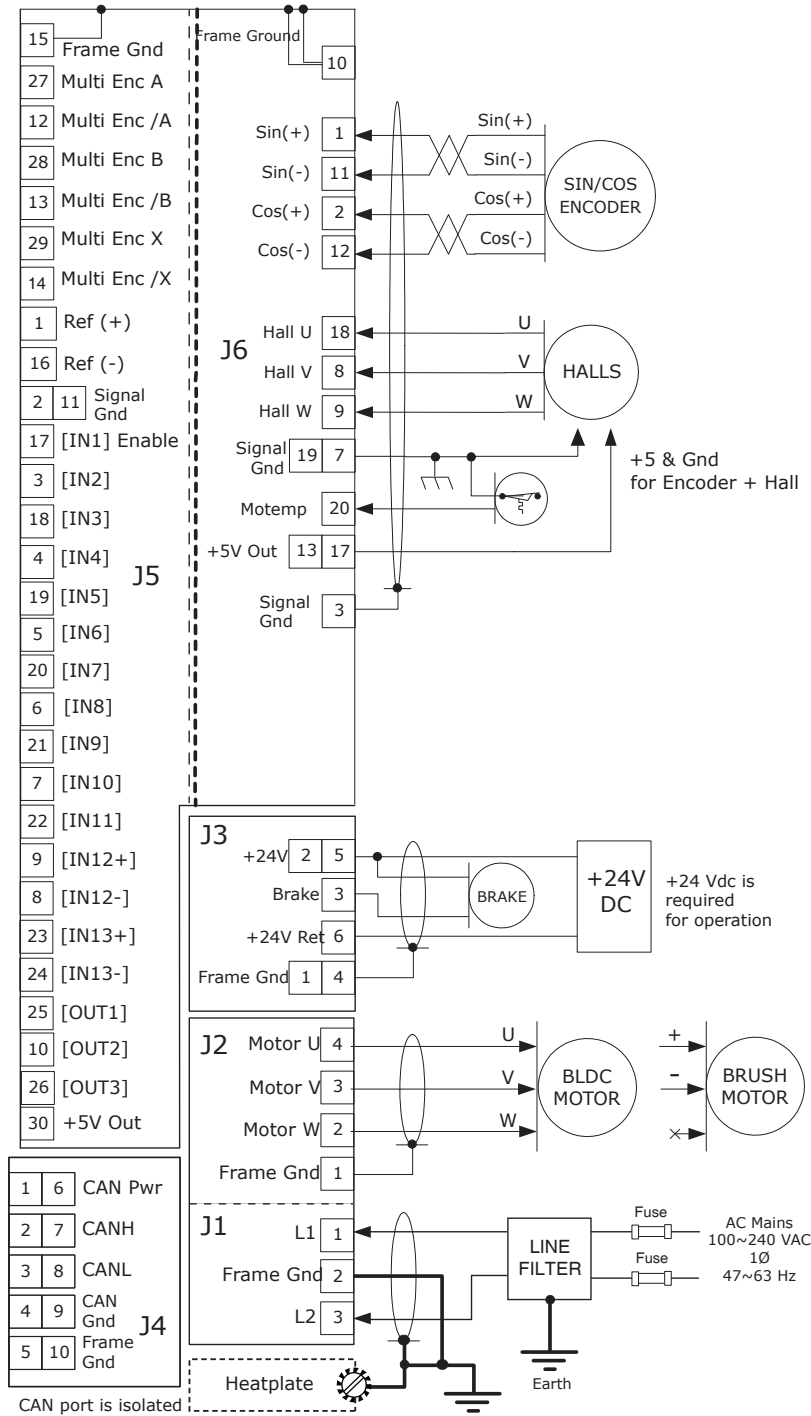 15 Frame Gnd
27 Multi Enc A
12 Multi Enc /A
28 Multi Enc B
13 Multi Enc /B
29 Multi Enc X
14 Multi Enc /X
1 Ref (+)
16 Ref (-)
2 11 Signal
Gnd
17 [IN1] Enable
3 [IN2]
18 [IN3]
4 [IN4]
19 [IN5]
5 [IN6]
20 [IN7]
6 [IN8]
21 [IN9]
7 [IN10]
22 [IN11]
9 [IN12+]
8 [IN12-]
23 [IN13+]
24 [IN13-]
25 [OUT1]
10 [OUT2]
26 [OUT3]
30 +5V Out
J5
Frame Ground
10
Sin(+) 1
Sin(-) 11
Cos(+) 2
Cos(-) 12
Sin(+)
Sin(-)
Cos(+)
Cos(-)
SIN/COS
ENCODER
J6
Hall U 18
Hall V 8
Hall W 9
U
V
W
HALLS
Signal
Gnd
19 7
Motemp 20
+5V Out 13 17
Signal
Gnd
3
+5 & Gnd
for Encoder + Hall
J3
+24V 2 5
Brake 3
+24V Ret 6
Frame Gnd 1 4
BRAKE
+24V
DC
+24 Vdc is
required
for operation
J2
Motor U 4
Motor V 3
Motor W 2
Frame Gnd 1
U
V
W
BLDC
MOTOR
+
-
×
BRUSH
MOTOR
J1
L1 1
Frame Gnd 2
L2 3
LINE
FILTER
Fuse
Fuse
AC Mains
100~240 VAC
1Ø
47~63 Hz
Earth
Heatplate
1 6 CAN Pwr
2 7 CANH
3 8 CANL
4 9 CAN
Gnd
5 10 Frame
Gnd
J4
CAN port is isolated